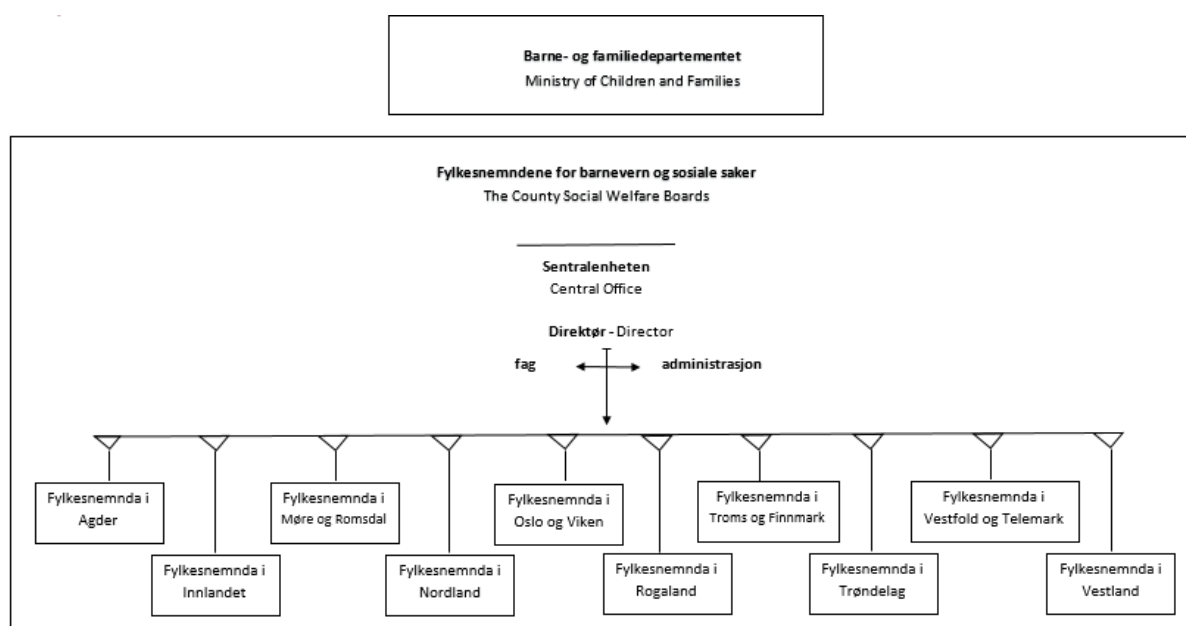 Barne- og familiedepartementet
Ministry of Children and Families
Fylkesnemndene for barnevern og sosiale saker
The County Social Welfare Boards
Sentralenheten
Central Office
Direktør - Director
fag
administrasjon
Fylkesnemnda i
Agder
Fylkesnemnda i
Innlandet
Fylkesnemnda i
Møre og Romsdal
Fylkesnemnda i
Nordland
Fylkesnemnda i
Oslo og Viken
Fylkesnemnda i
Rogaland
Fylkesnemnda i
Troms og Finnmark
Fylkesnemnda i
Trøndelag
Fylkesnemnda i
Vestfold og Telemark
Fylkesnemnda i
Vestland